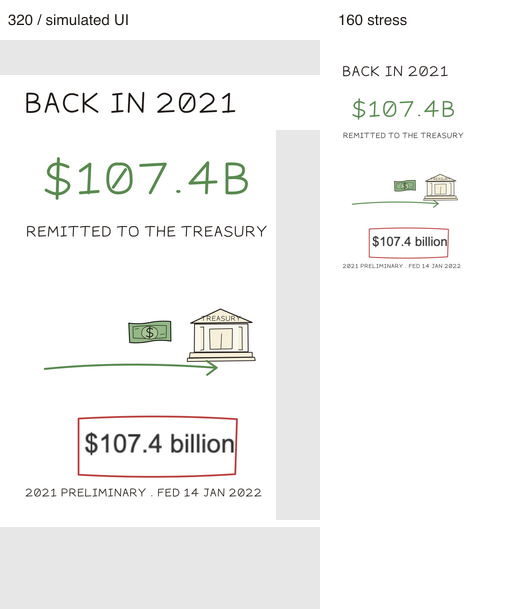 320 / simulated UI
BACK IN 2021
$107.4B
REMITTED TO THE TREASURY
TREASURY
$107.4 billion
2021 PRELIMINARY . FED 14 JAN 2022
160 stress
BACK IN 2021
$107.4B
REMITTED TO THE TREASURY
TREASURY
$107.4 billion
2021 PRELIMINARY . FED 14 JAN 2022